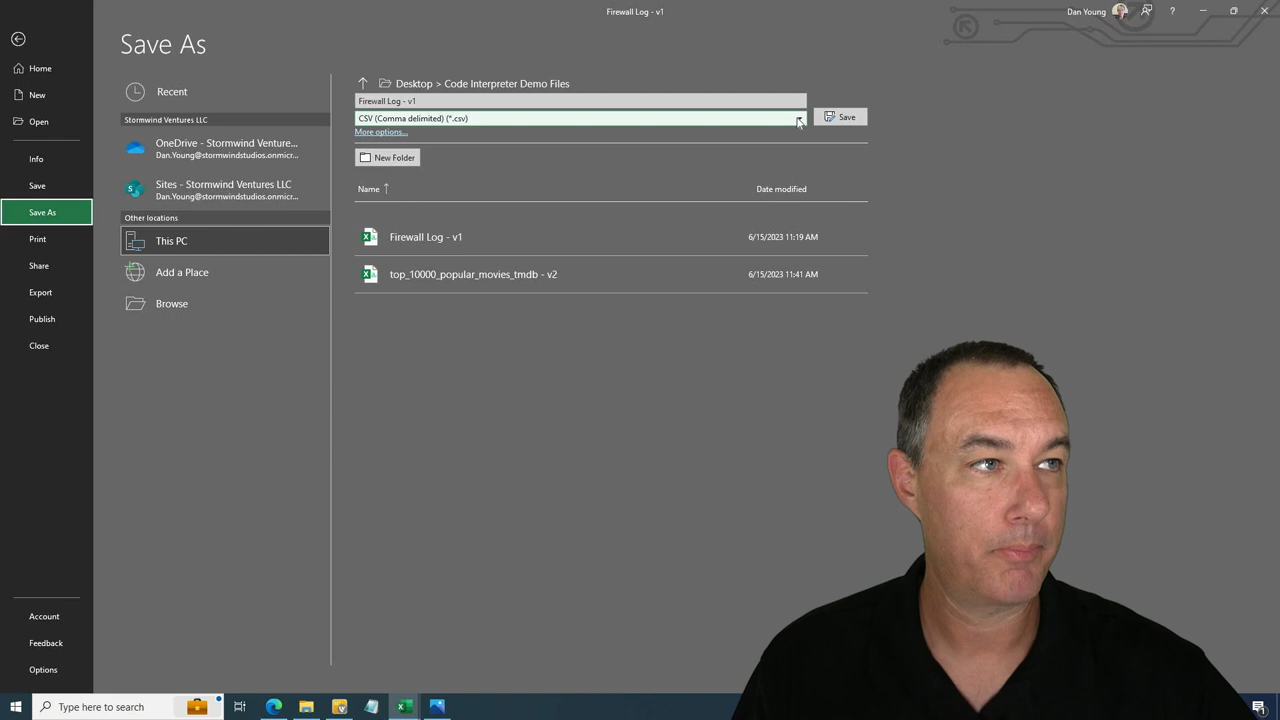 Firewall Log - v1
Dan Young
?
Save As
Home
New
Open
Info
Save
Save As
Print
Share
Export
Publish
Close
Account
Feedback
Options
Recent
Stormwind Ventures LLC
OneDrive - Stormwind Venture...
Dan.Young@stormwindstudios.onmicr...
Sites - Stormwind Ventures LLC
Dan.Young@stormwindstudios.onmicr...
Other locations
This PC
Add a Place
Browse
Desktop > Code Interpreter Demo Files
Firewall Log - v1
CSV (Comma delimited) (*.csv)
Save
More options...
New Folder
Name
Date modified
Firewall Log - v1
6/15/2023 11:19 AM
top_10000_popular_movies_tmdb - v2
6/15/2023 11:41 AM
Type here to search